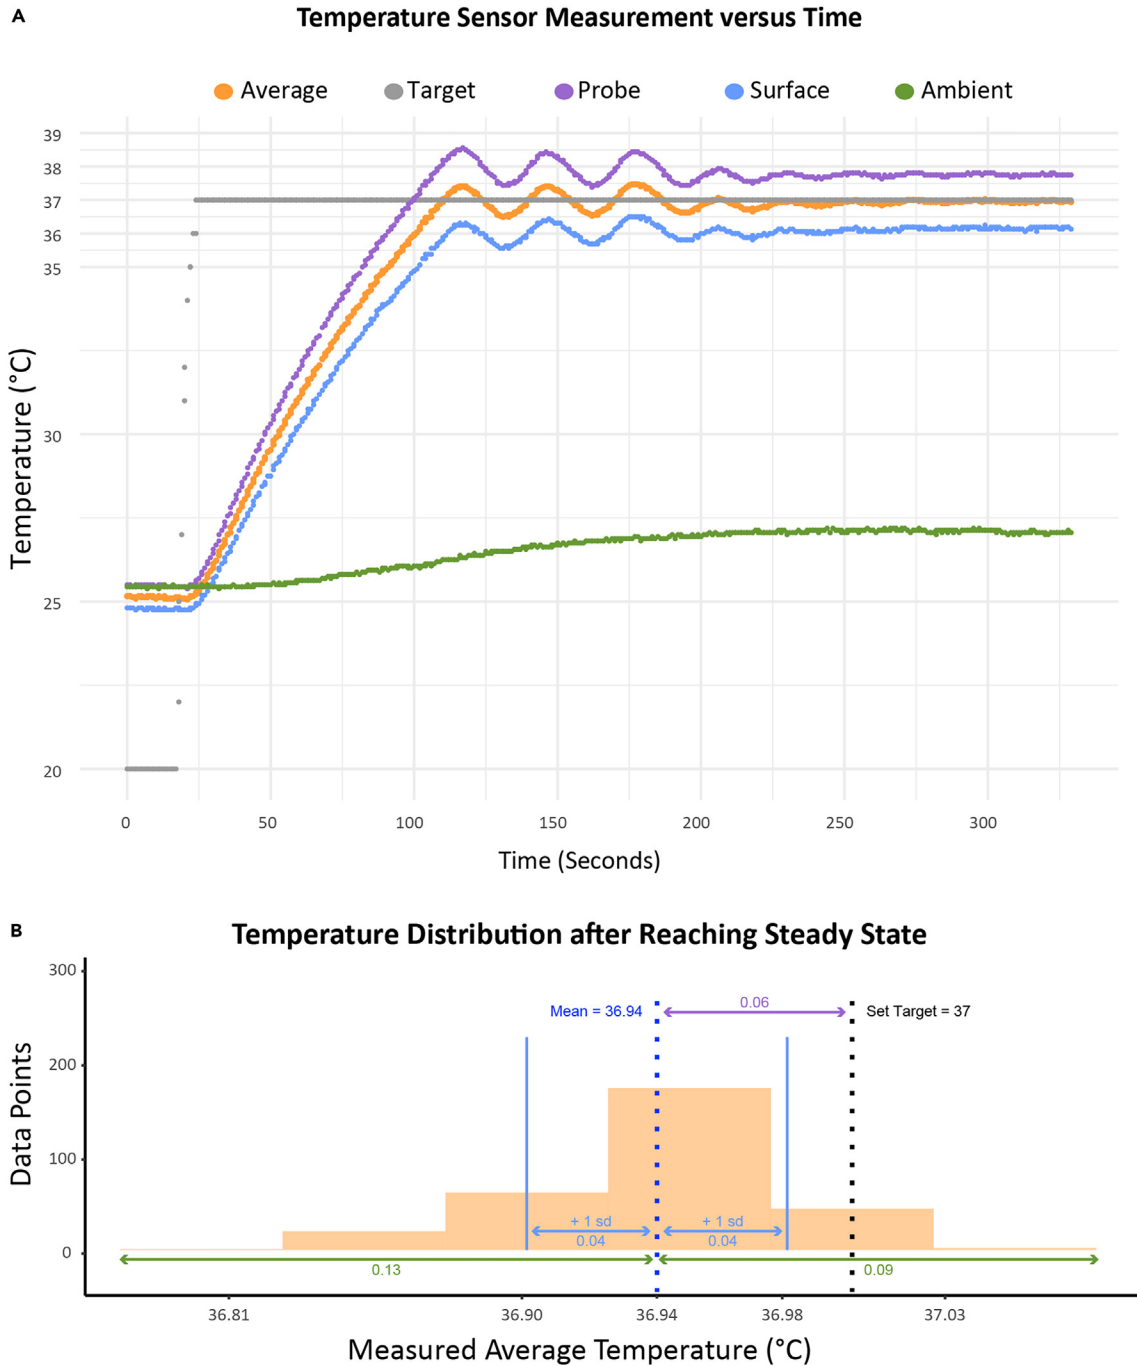 A
Temperature Sensor Measurement versus Time
Average Target Probe Surface Ambient
39
38
37
36
35
30
25
20
Temperature (°C)
0 50 100 150 200 250 300
Time (Seconds)
B
Temperature Distribution after Reaching Steady State
300
200
100
0
Data Points
0.06
Mean = 36.94
Set Target = 37
+ 1 sd + 1 sd
0.04 0.04
0.13 0.09
36.81 36.90 36.94 36.98 37.03
Measured Average Temperature (°C)